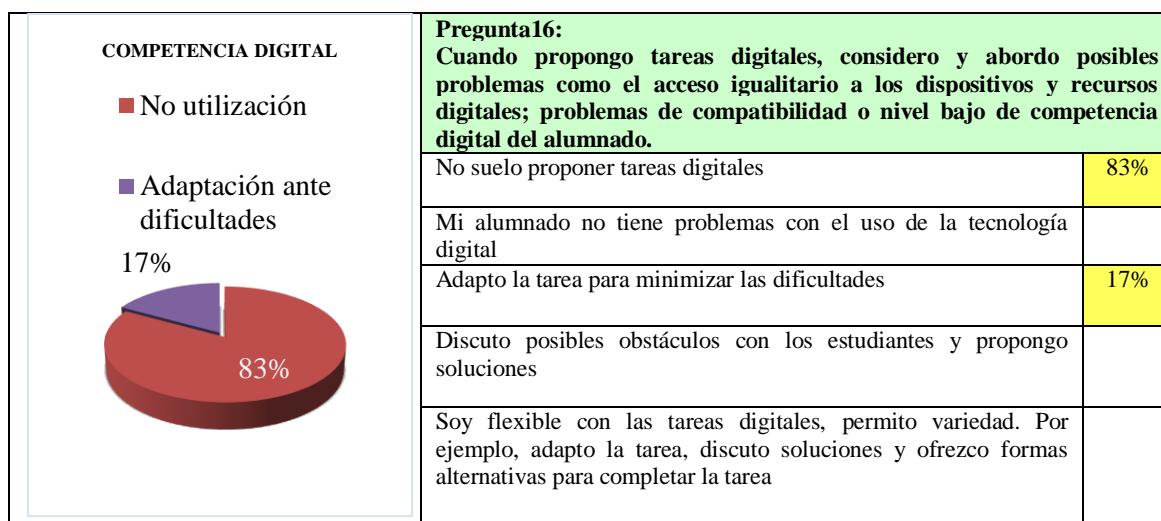 COMPETENCIA DIGITAL
No utilización
Adaptación ante
dificultades
17%
83%
Pregunta16:
Cuando propongo tareas digitales, considero y abordo posibles
problemas como el acceso igualitario a los dispositivos y recursos
digitales; problemas de compatibilidad o nivel bajo de competencia
digital del alumnado.
No suelo proponer tareas digitales 83%
Mi alumnado no tiene problemas con el uso de la tecnología
digital
Adapto la tarea para minimizar las dificultades 17%
Discuto posibles obstáculos con los estudiantes y propongo
soluciones
Soy flexible con las tareas digitales, permito variedad. Por
ejemplo, adapto la tarea, discuto soluciones y ofrezco formas
alternativas para completar la tarea